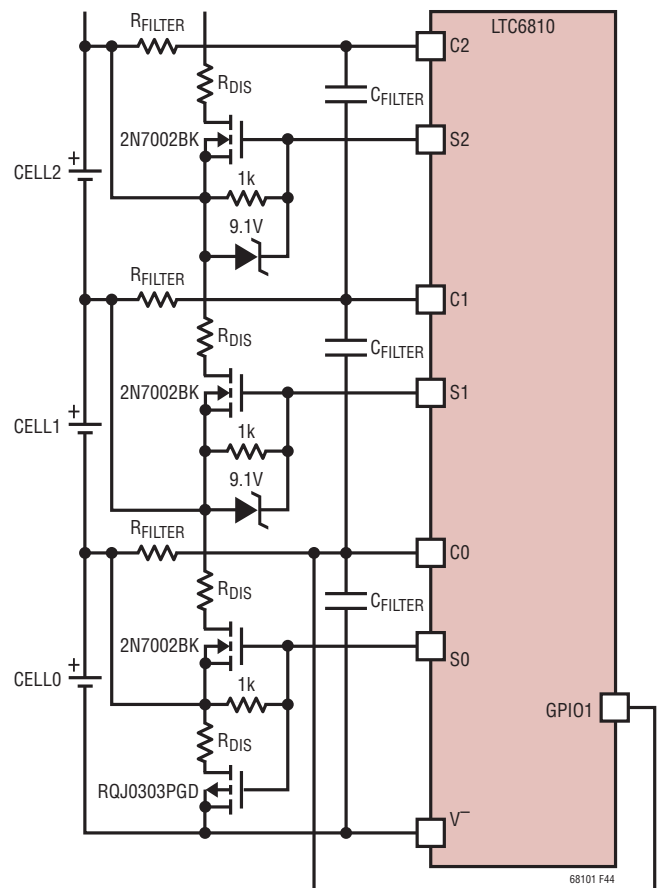 RFILTER
LTC6810
C2
RDIS
CFILTER
2N7002BK
S2
CELL2
+
1k
9.1V
RFILTER
C1
RDIS
CFILTER
2N7002BK
S1
CELL1
+
1k
9.1V
RFILTER
C0
RDIS
CFILTER
2N7002BK
S0
CELL0
+
1k
GPIO1
RDIS
RQJ0303PGD
V–
68101 F44